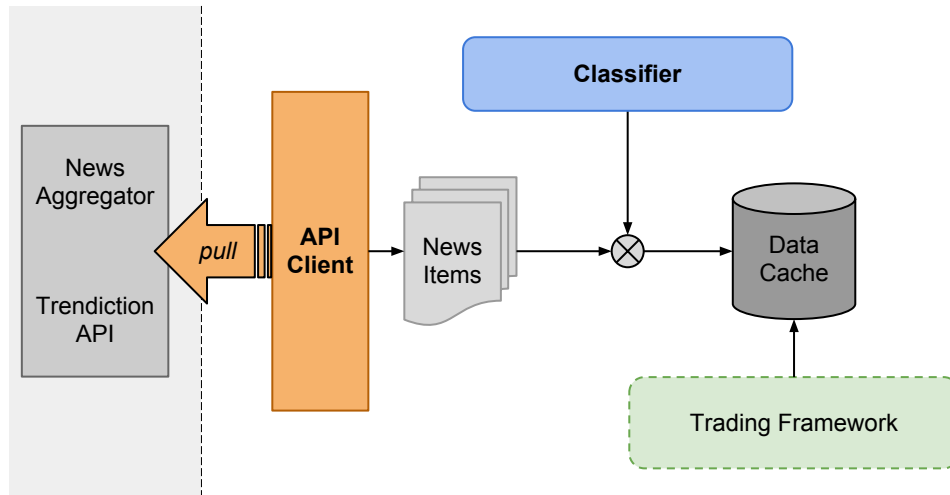 Classifier
News
Aggregator
Trendiction
API
pull
API
Client
News
Items
Data
Cache
Trading Framework